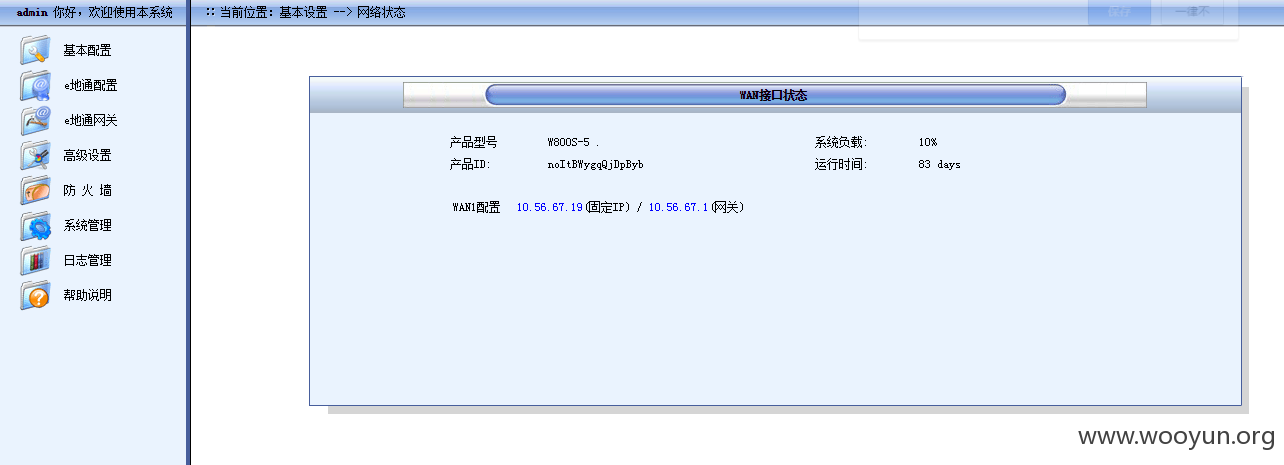 admin 你好，欢迎使用本系统
:: 当前位置：基本设置 --> 网络状态
保存
一律不
基本配置
e地通配置
e地通网关
高级设置
防 火 墙
系统管理
日志管理
帮助说明
WAN接口状态
产品型号 W800S-5 . 系统负载: 10%
产品ID: noItBWygqQjDpByb 运行时间: 83 days
WAN1配置 10.56.67.19(固定IP) / 10.56.67.1(网关)
www.wooyun.org